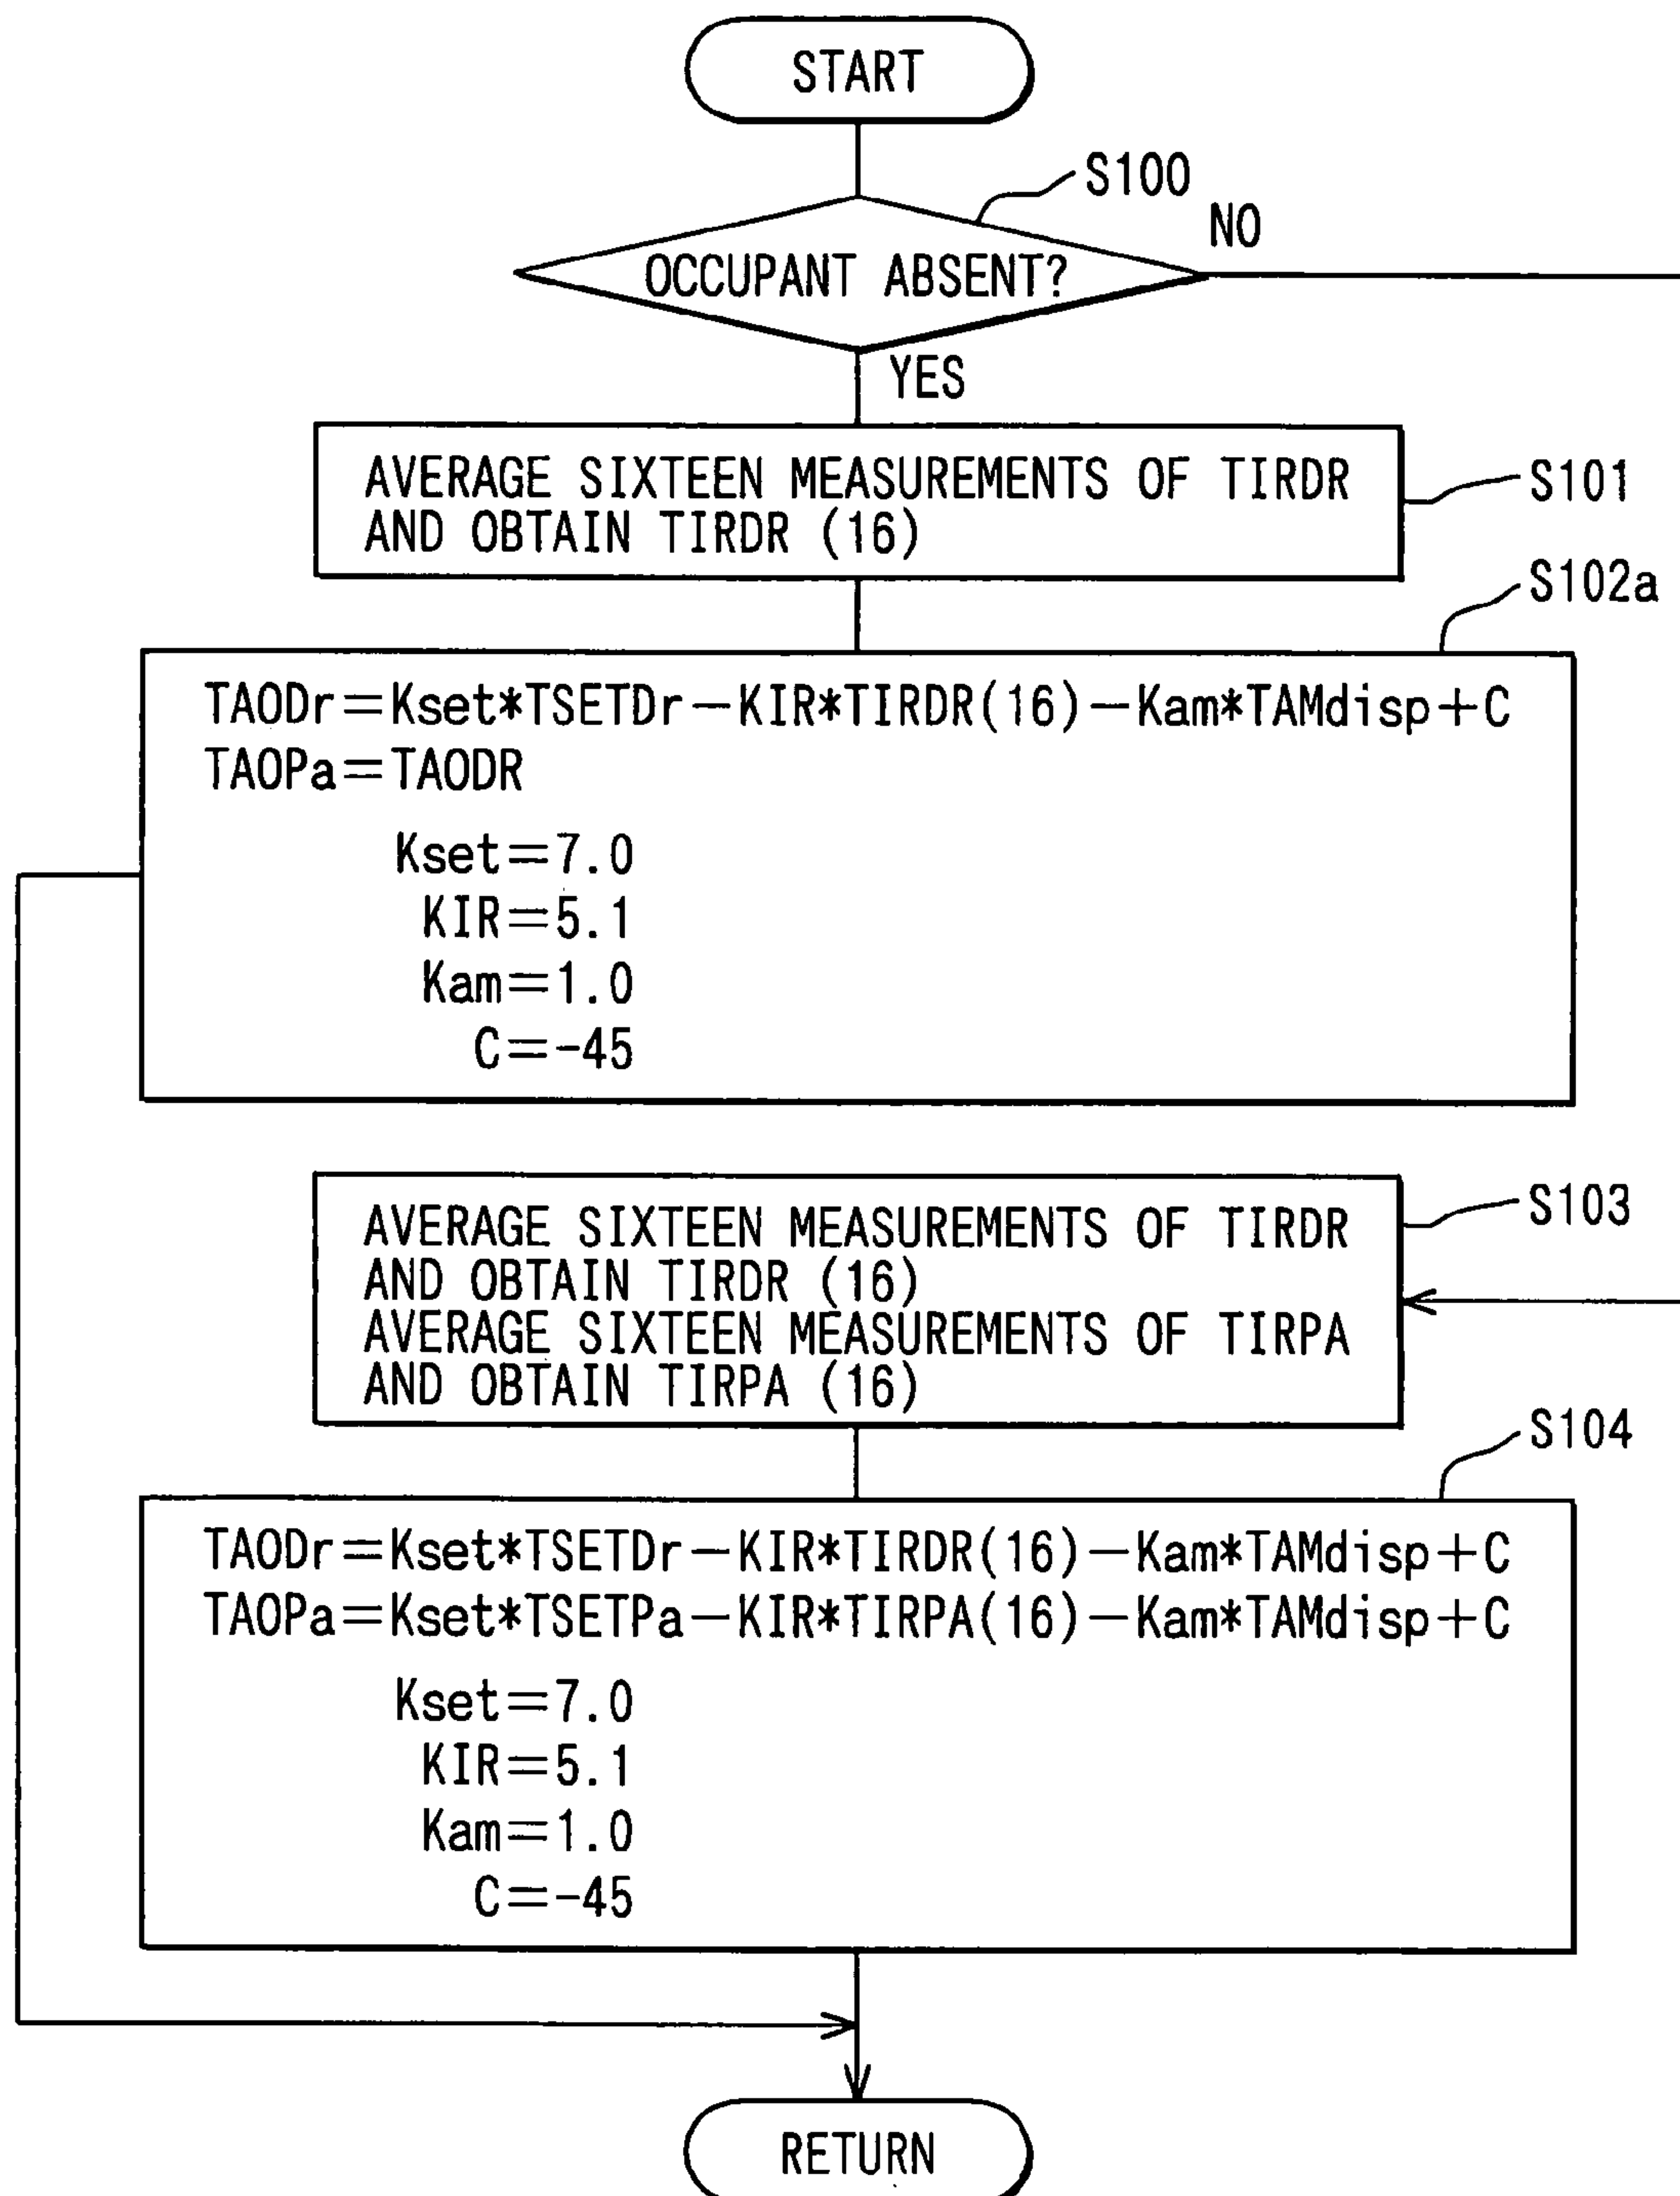 START
S100
NO
OCCUPANT ABSENT?
YES
AVERAGE SIXTEEN MEASUREMENTS OF TIRDR
AND OBTAIN TIRDR (16)
S101
S102a
TAODr=Kset*TSETDr-KIR*TIRDR(16)-Kam*TAMdisp+C
TAOPa=TAODR
Kset=7.0
KIR=5.1
Kam=1.0
C=-45
S103
AVERAGE SIXTEEN MEASUREMENTS OF TIRDR
AND OBTAIN TIRDR (16)
AVERAGE SIXTEEN MEASUREMENTS OF TIRPA
AND OBTAIN TIRPA (16)
S104
TAODr=Kset*TSETDr-KIR*TIRDR(16)-Kam*TAMdisp+C
TAOPa=Kset*TSETPa-KIR*TIRPA(16)-Kam*TAMdisp+C
Kset=7.0
KIR=5.1
Kam=1.0
C=-45
RETURN